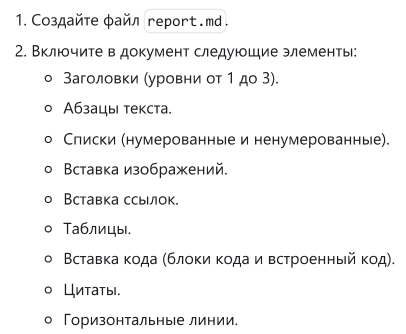 1. Создайте файл report.md.
2. Включите в документ следующие элементы:
○ Заголовки (уровни от 1 до 3).
○ Абзацы текста.
○ Списки (нумерованные и ненумерованные).
○ Вставка изображений.
○ Вставка ссылок.
○ Таблицы.
○ Вставка кода (блоки кода и встроенный код).
○ Цитаты.
○ Горизонтальные линии.